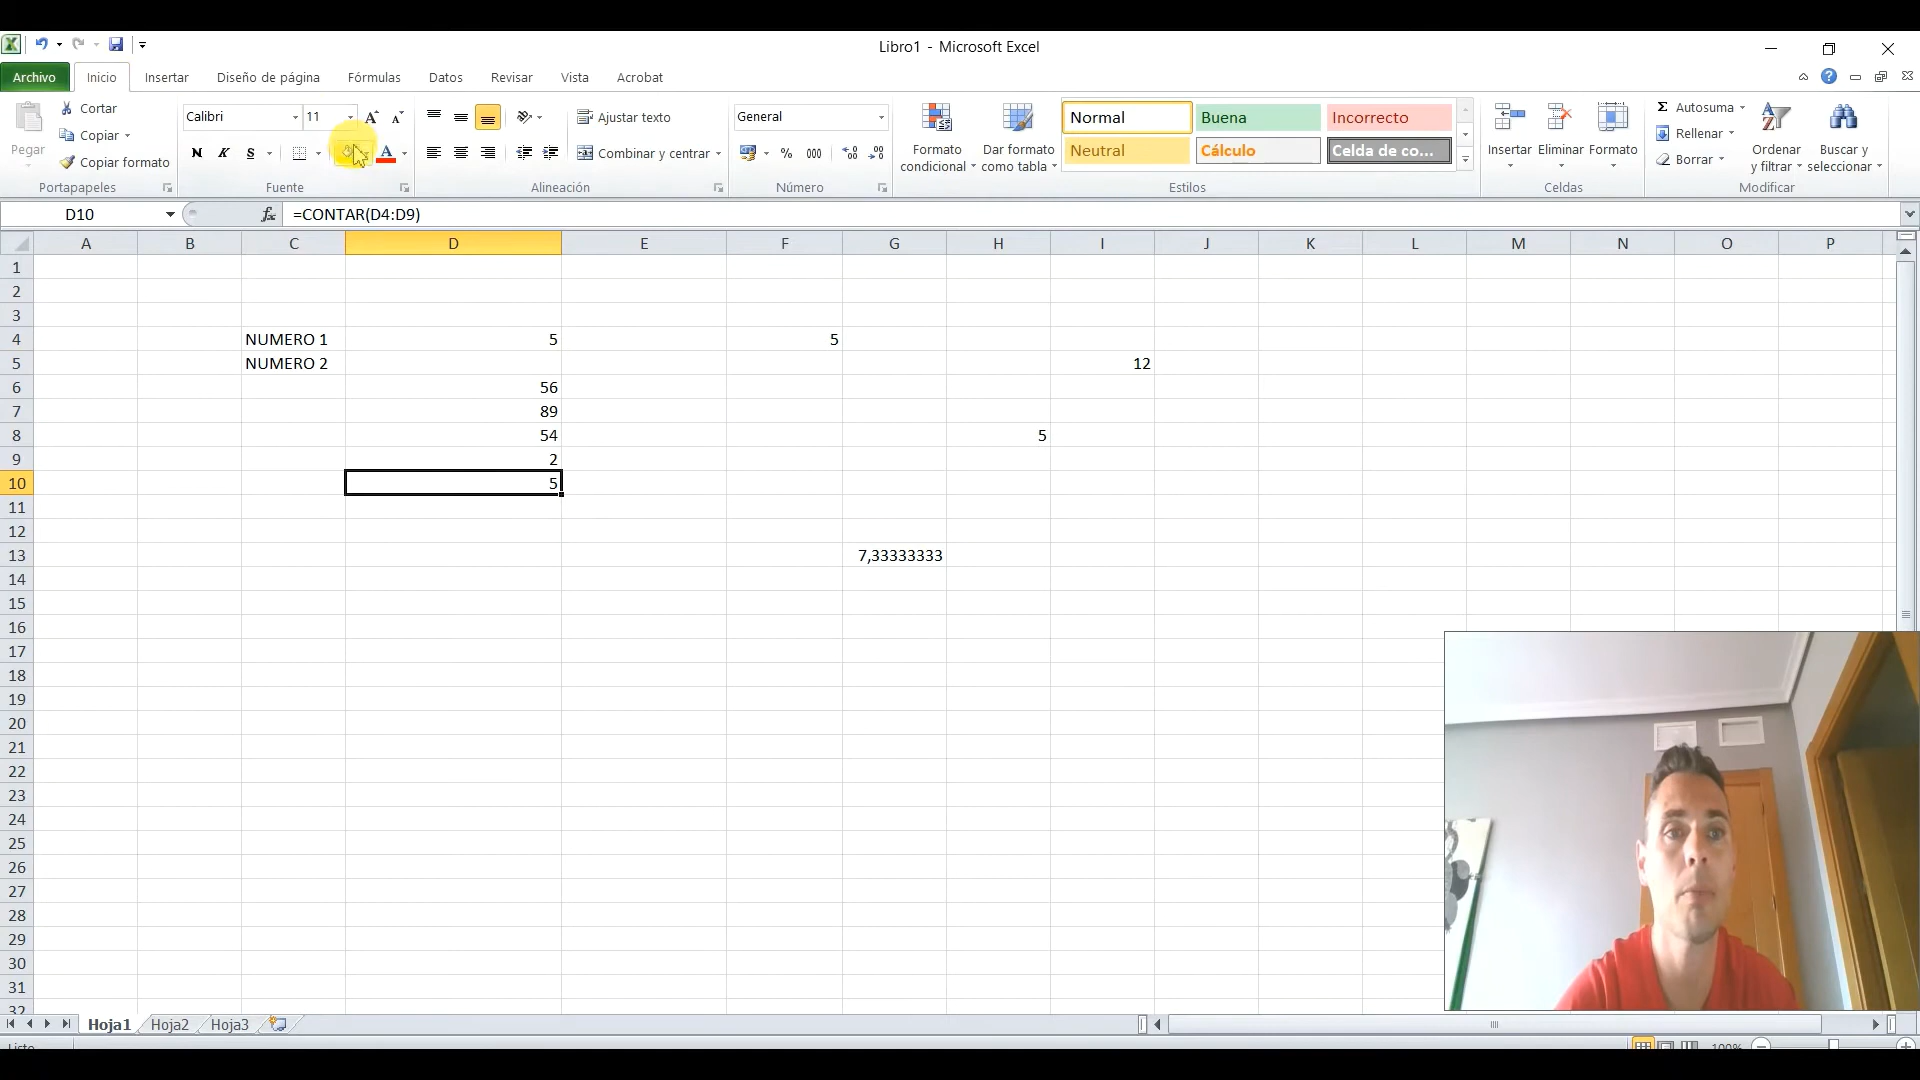 Libro1 - Microsoft Excel
Archivo Inicio Insertar Diseño de página Fórmulas Datos Revisar Vista Acrobat
Pegar
Cortar
Copiar
Copiar formato
Portapapeles
Calibri 11
N K S
Fuente
Ajustar texto
Combinar y centrar
Alineación
General
% 000
Número
Formato condicional
Dar formato como tabla
Normal Buena Incorrecto
Neutral Cálculo Celda de co...
Estilos
Insertar Eliminar Formato
Celdas
Σ Autosuma
Rellenar
Borrar
Ordenar y filtrar
Buscar y seleccionar
Modificar
D10 fx =CONTAR(D4:D9)
A B C D E F G H I J K L M N O P
1
2
3
4 NUMERO 1 5 5
5 NUMERO 2 12
6 56
7 89
8 54 5
9 2
10 5
11
12
13 7,33333333
14
15
16
17
18
19
20
21
22
23
24
25
26
27
28
29
30
31
32
Hoja1 Hoja2 Hoja3
Listo 100%